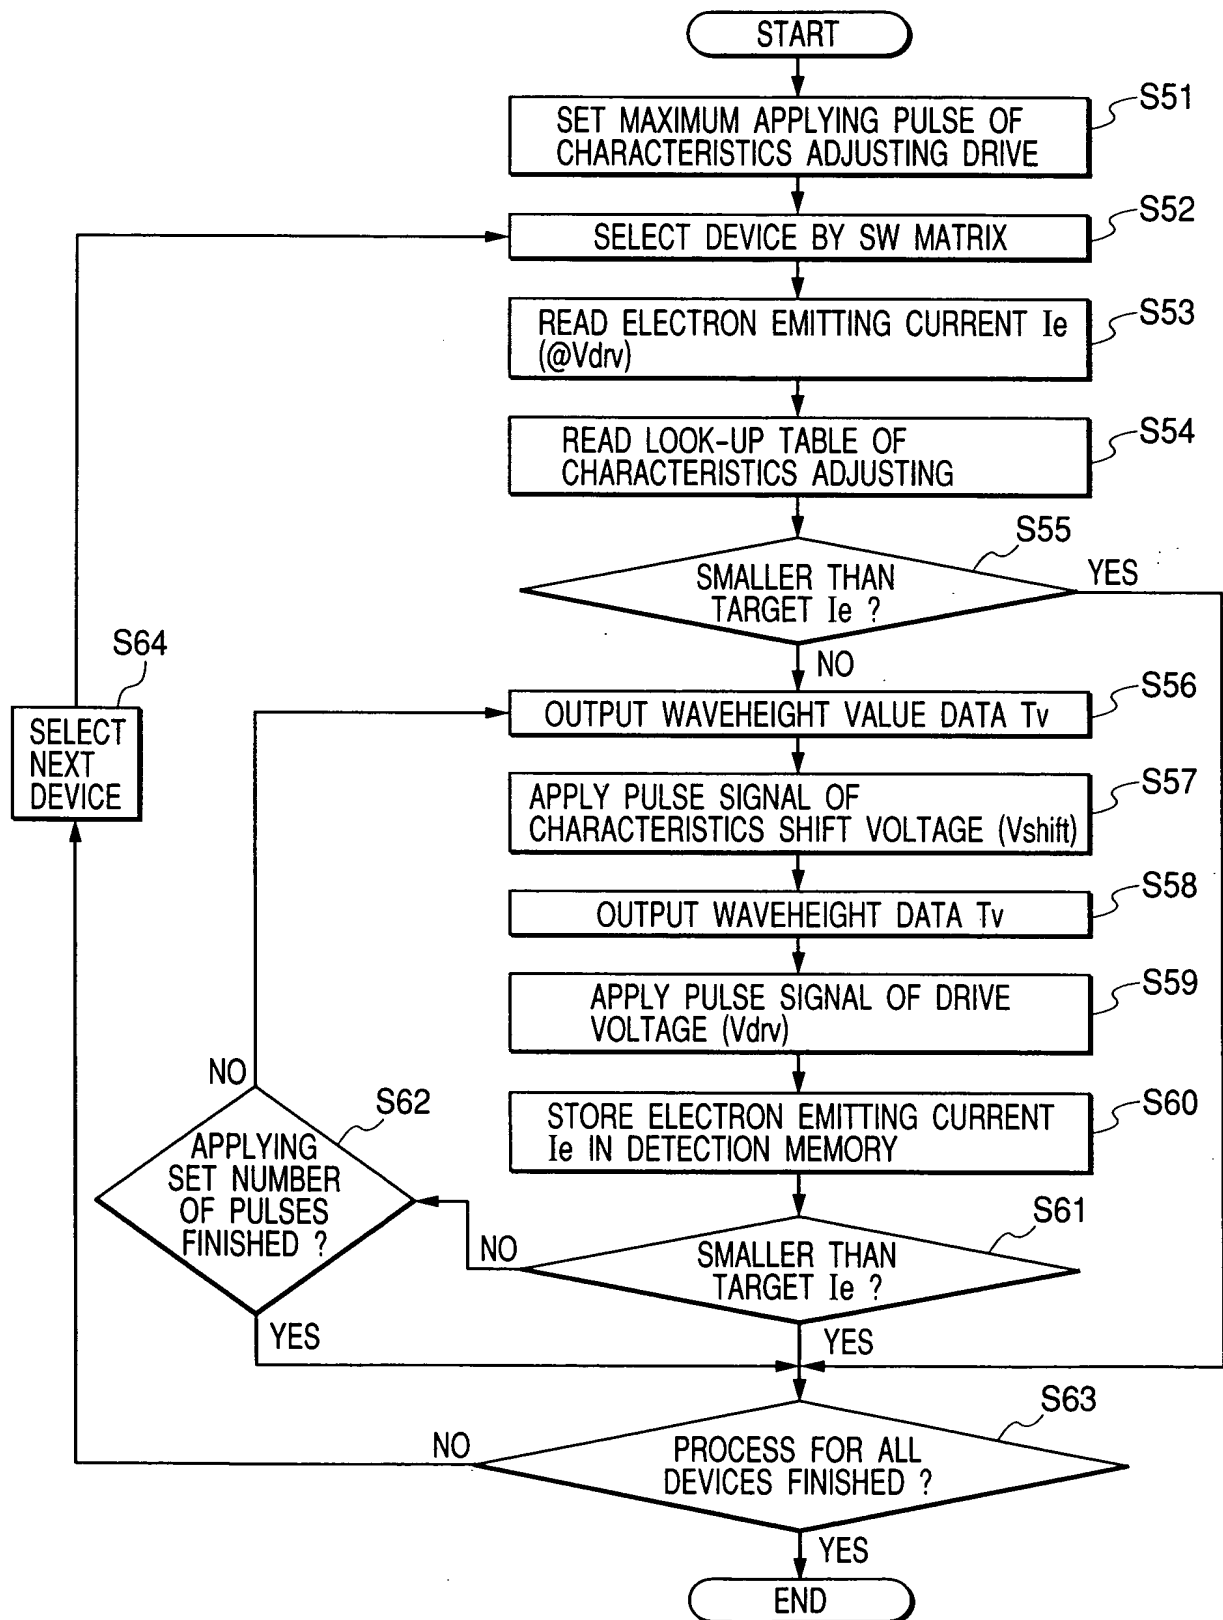 START
S51
SET MAXIMUM APPLYING PULSE OF
CHARACTERISTICS ADJUSTING DRIVE
S52
SELECT DEVICE BY SW MATRIX
S53
READ ELECTRON EMITTING CURRENT Ie
(@Vdrv)
S54
READ LOOK-UP TABLE OF
CHARACTERISTICS ADJUSTING
S55
SMALLER THAN
TARGET Ie ?
YES
NO
S64
SELECT
NEXT
DEVICE
S56
OUTPUT WAVEHEIGHT VALUE DATA Tv
S57
APPLY PULSE SIGNAL OF
CHARACTERISTICS SHIFT VOLTAGE (Vshift)
S58
OUTPUT WAVEHEIGHT DATA Tv
S59
APPLY PULSE SIGNAL OF DRIVE
VOLTAGE (Vdrv)
S60
STORE ELECTRON EMITTING CURRENT
Ie IN DETECTION MEMORY
NO
S62
APPLYING
SET NUMBER
OF PULSES
FINISHED ?
YES
S61
SMALLER THAN
TARGET Ie ?
NO
YES
S63
PROCESS FOR ALL
DEVICES FINISHED ?
NO
YES
END